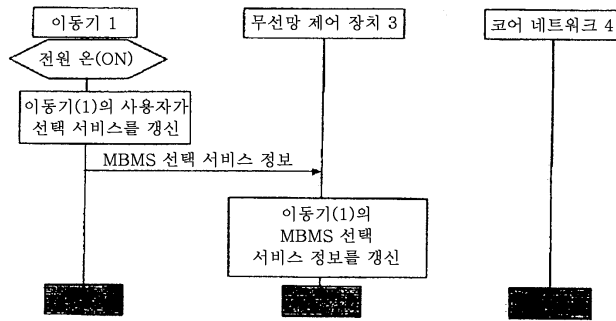 이동기 1
무선망 제어 장치 3
코어 네트워크 4
전원 온(ON)
이동기(1)의 사용자가
선택 서비스를 갱신
MBMS 선택 서비스 정보
이동기(1)의
MBMS 선택
서비스 정보를 갱신